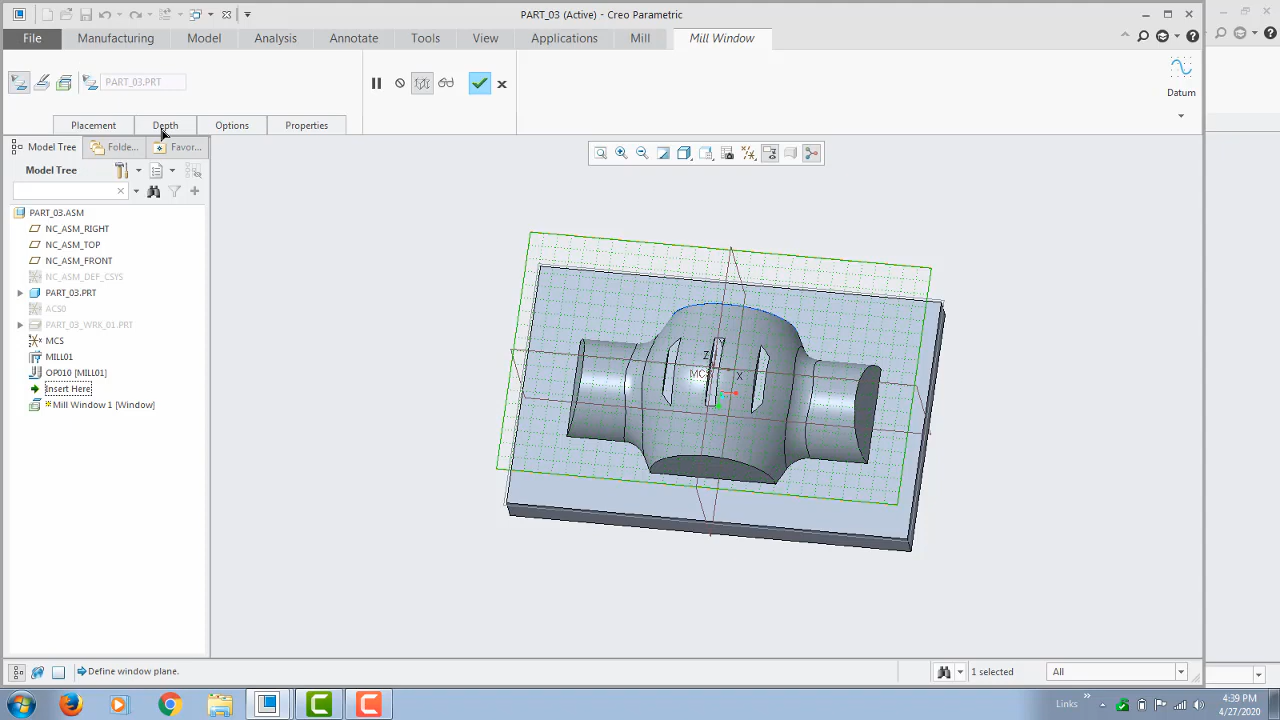 PART_03 (Active) - Creo Parametric
File Manufacturing Model Analysis Annotate Tools View Applications Mill Mill Window
PART_03.PRT
Datum
Placement Depth Options Properties
Model Tree Folde... Favor...
Model Tree
PART_03.ASM
NC_ASM_RIGHT
NC_ASM_TOP
NC_ASM_FRONT
NC_ASM_DEF_CSYS
PART_03.PRT
ACS0
PART_03_WRK_01.PRT
MCS
MILL01
OP010 [MILL01]
Insert Here
Mill Window 1 [Window]
Z
X
Define window plane.
1 selected
All
Links
4:39 PM
4/27/2020